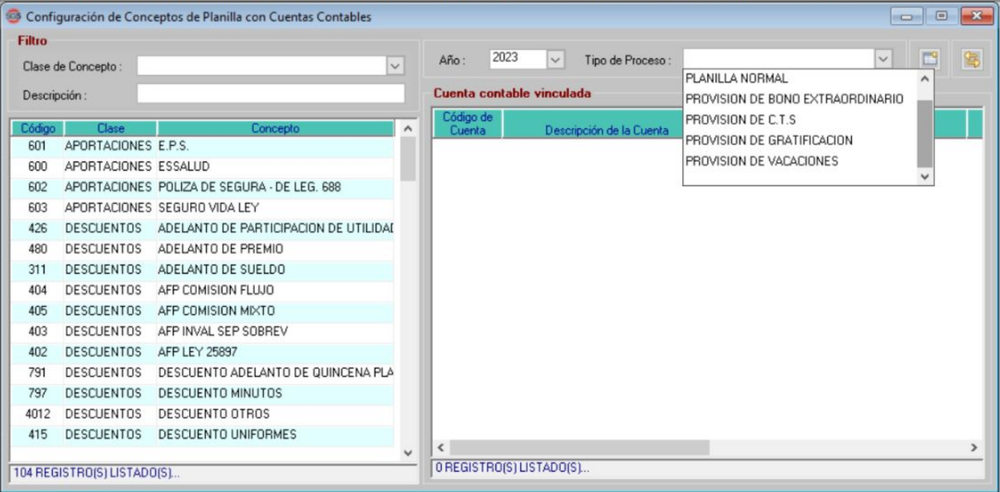 Configuración de Conceptos de Planilla con Cuentas Contables
Filtro
Clase de Concepto :
Descripción :
Año : 2023 Tipo de Proceso :
PLANILLA NORMAL
PROVISION DE BONO EXTRAORDINARIO
PROVISION DE C.T.S
PROVISION DE GRATIFICACION
PROVISION DE VACACIONES
Código Clase Concepto
601 APORTACIONES E.P.S.
600 APORTACIONES ESSALUD
602 APORTACIONES POLIZA DE SEGURA - DE LEG. 688
603 APORTACIONES SEGURO VIDA LEY
426 DESCUENTOS ADELANTO DE PARTICIPACION DE UTILIDAD
480 DESCUENTOS ADELANTO DE PREMIO
311 DESCUENTOS ADELANTO DE SUELDO
404 DESCUENTOS AFP COMISION FLUJO
405 DESCUENTOS AFP COMISION MIXTO
403 DESCUENTOS AFP INVAL SEP SOBREV
402 DESCUENTOS AFP LEY 25897
791 DESCUENTOS DESCUENTO ADELANTO DE QUINCENA PLA
797 DESCUENTOS DESCUENTO MINUTOS
4012 DESCUENTOS DESCUENTO OTROS
415 DESCUENTOS DESCUENTO UNIFORMES
104 REGISTRO(S) LISTADO(S)...
Cuenta contable vinculada
Código de
Cuenta
Descripción de la Cuenta
0 REGISTRO(S) LISTADO(S)...